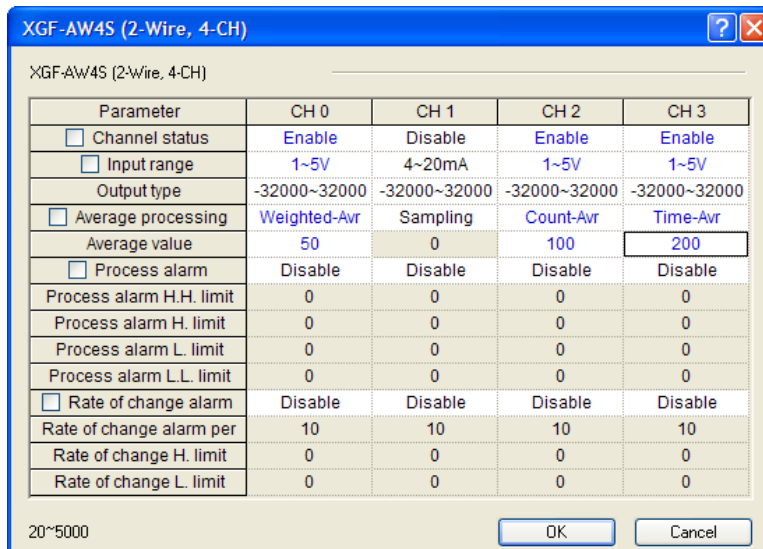 XGF-AW4S (2-Wire, 4-CH)
XGF-AW4S (2-Wire, 4-CH)
Parameter CH 0 CH 1 CH 2 CH 3
Channel status Enable Disable Enable Enable
Input range 1~5V 4~20mA 1~5V 1~5V
Output type -32000~32000 -32000~32000 -32000~32000 -32000~32000
Average processing Weighted-Avr Sampling Count-Avr Time-Avr
Average value 50 0 100 200
Process alarm Disable Disable Disable Disable
Process alarm H.H. limit 0 0 0 0
Process alarm H. limit 0 0 0 0
Process alarm L. limit 0 0 0 0
Process alarm L.L. limit 0 0 0 0
Rate of change alarm Disable Disable Disable Disable
Rate of change alarm per 10 10 10 10
Rate of change H. limit 0 0 0 0
Rate of change L. limit 0 0 0 0
20~5000 OK Cancel